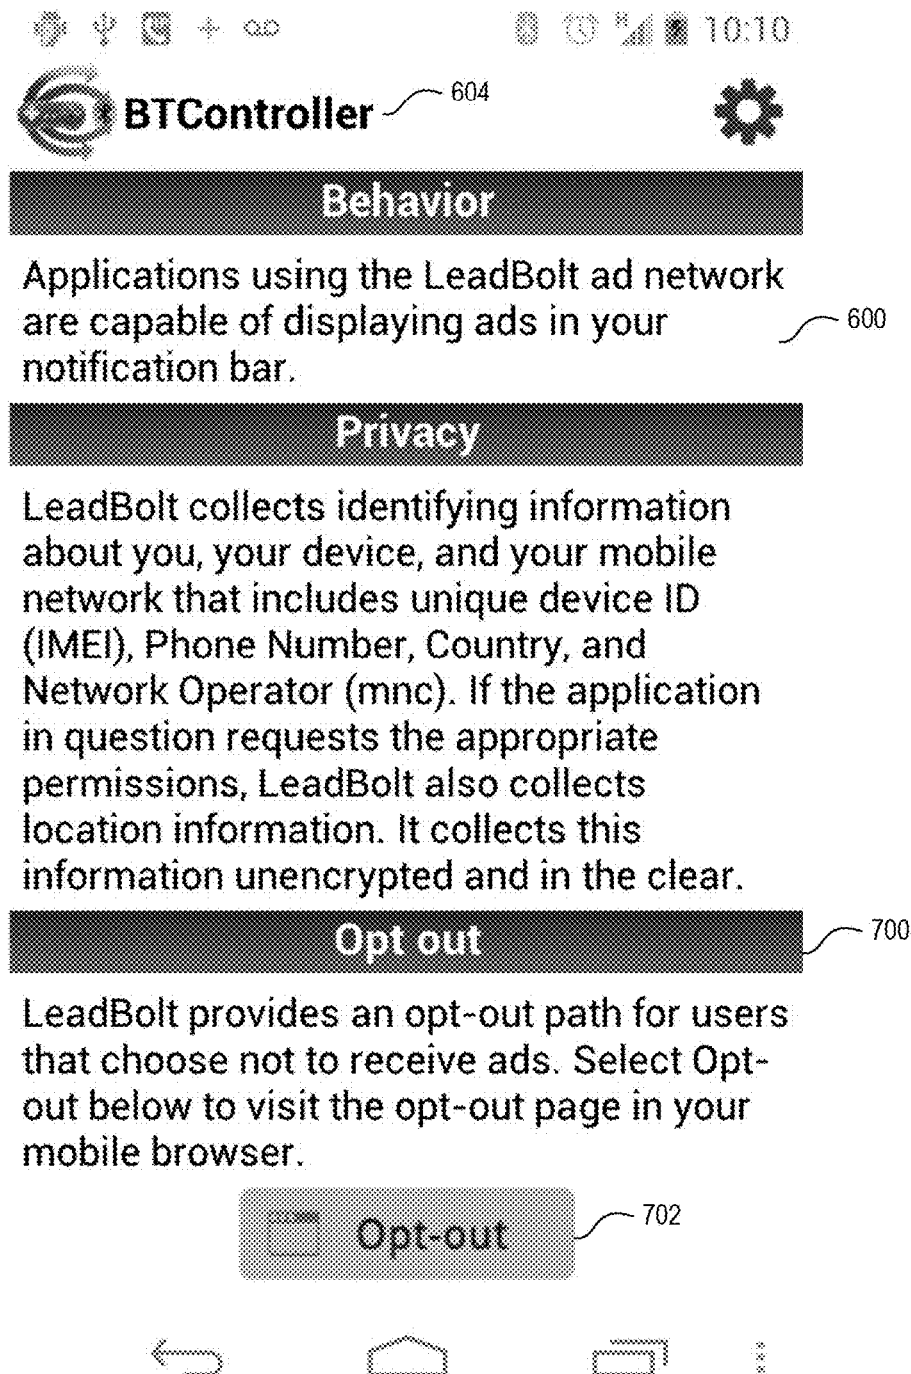 10:10
BTController
604
Behavior
Applications using the LeadBolt ad network
are capable of displaying ads in your
notification bar.
600
Privacy
LeadBolt collects identifying information
about you, your device, and your mobile
network that includes unique device ID
(IMEI), Phone Number, Country, and
Network Operator (mnc). If the application
in question requests the appropriate
permissions, LeadBolt also collects
location information. It collects this
information unencrypted and in the clear.
Opt out
700
LeadBolt provides an opt-out path for users
that choose not to receive ads. Select Opt-
out below to visit the opt-out page in your
mobile browser.
Opt-out
702